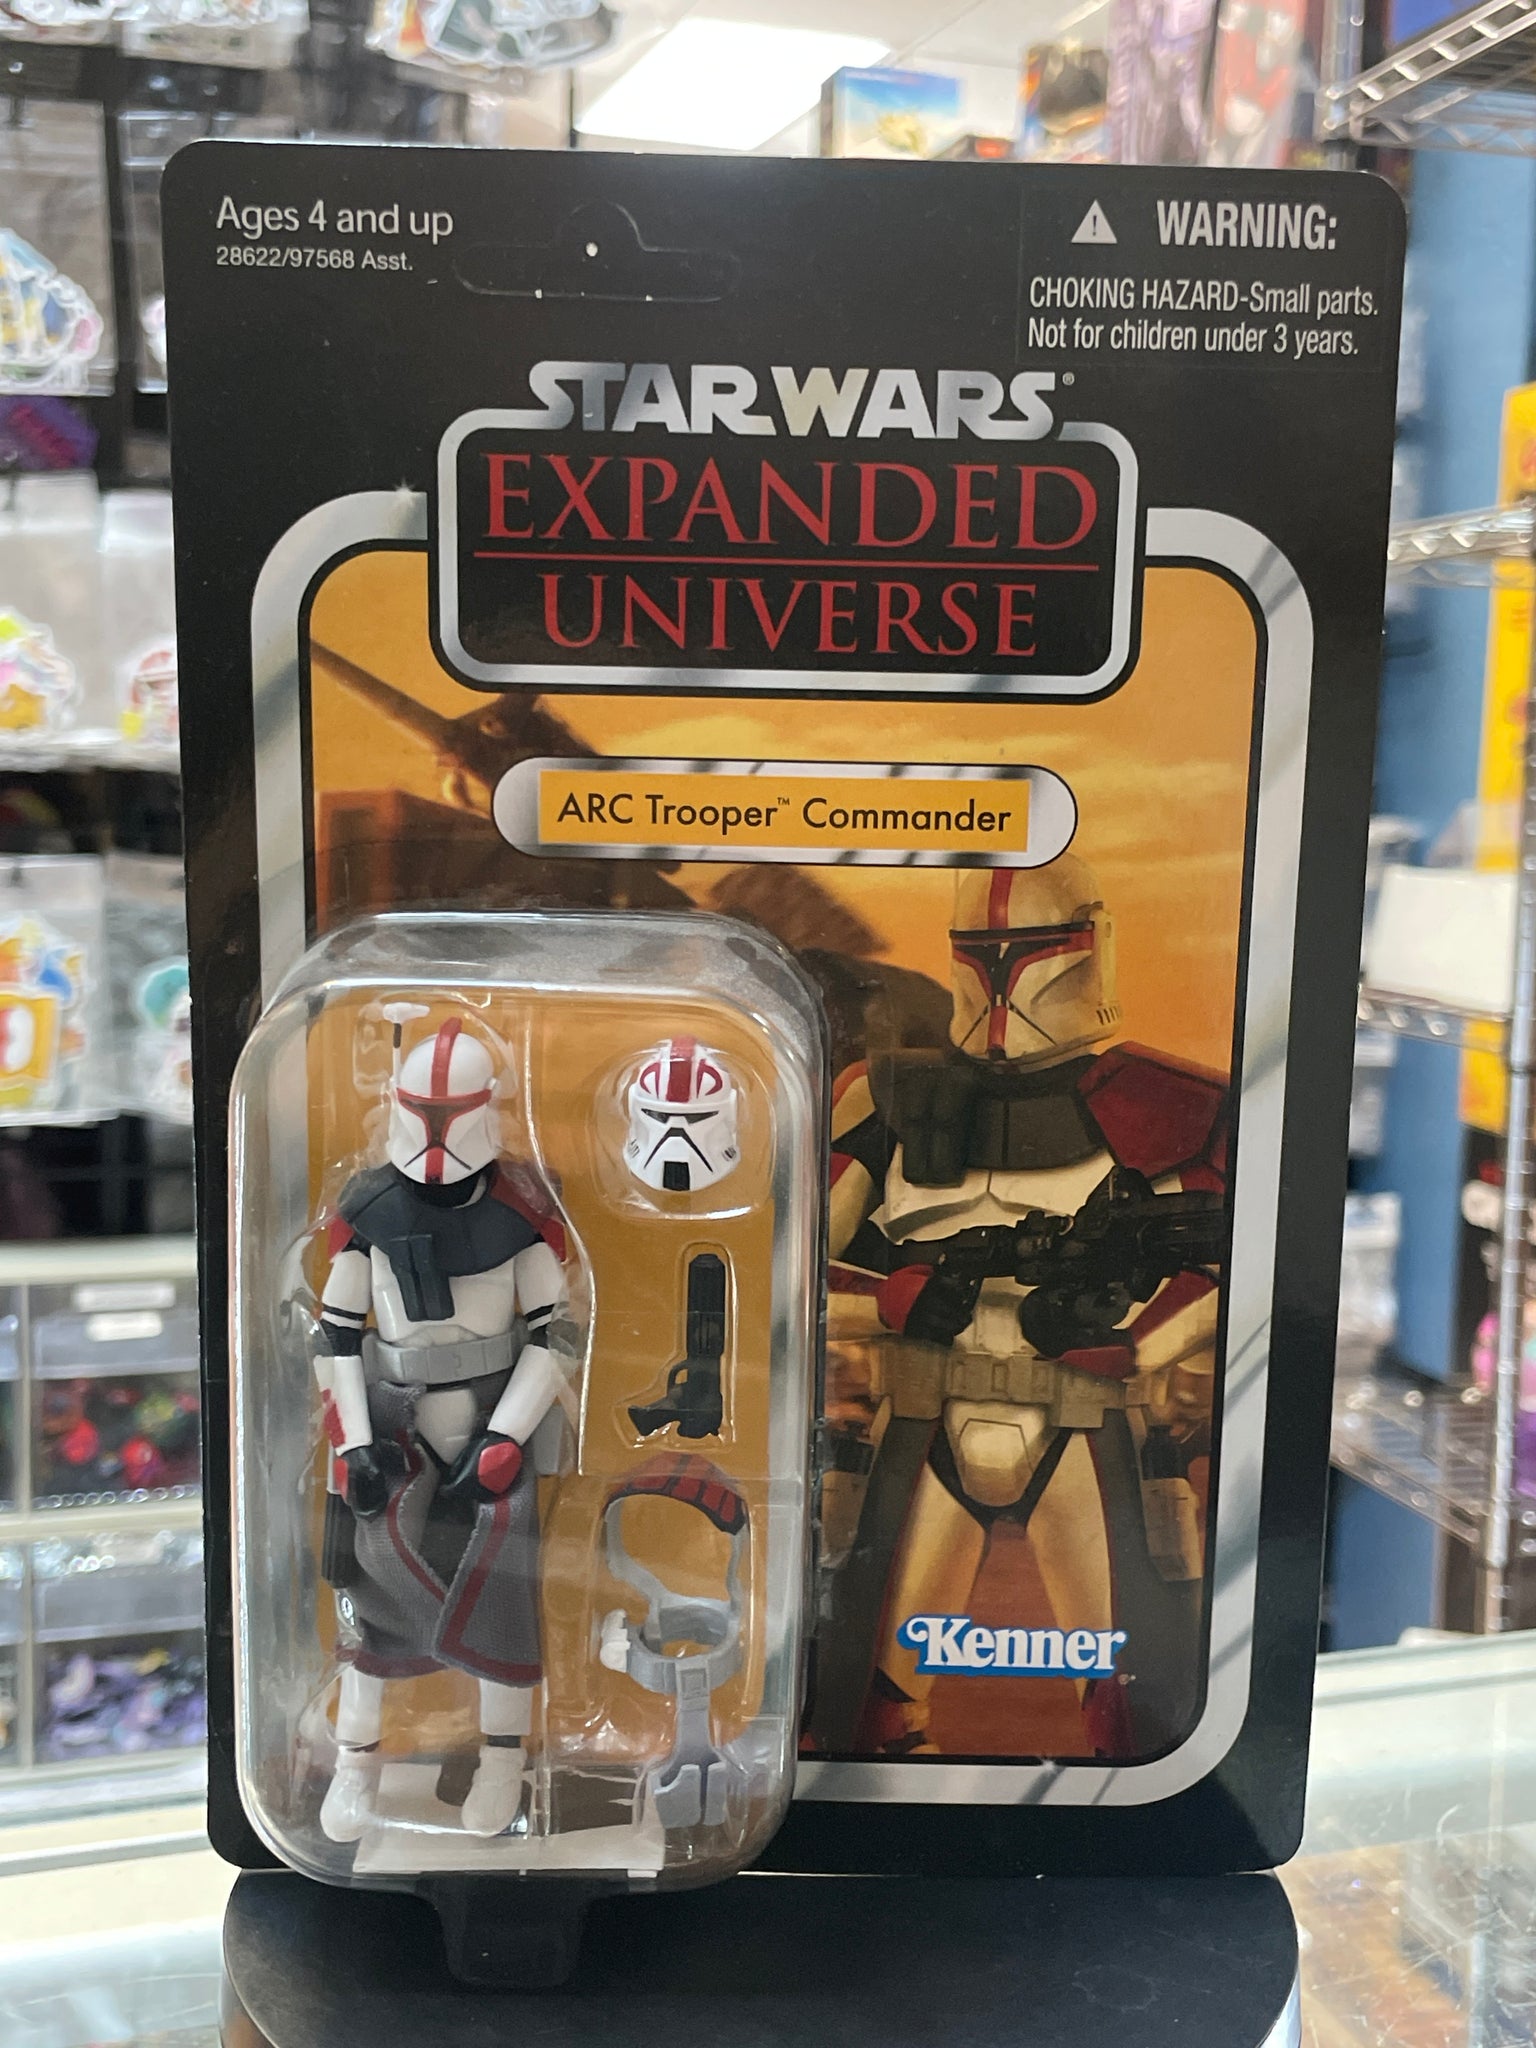 Ages 4 and up
28622/97568 Asst.
WARNING:
CHOKING HAZARD-Small parts.
Not for children under 3 years.
STAR WARS®
EXPANDED
UNIVERSE
ARC Trooper™ Commander
Kenner